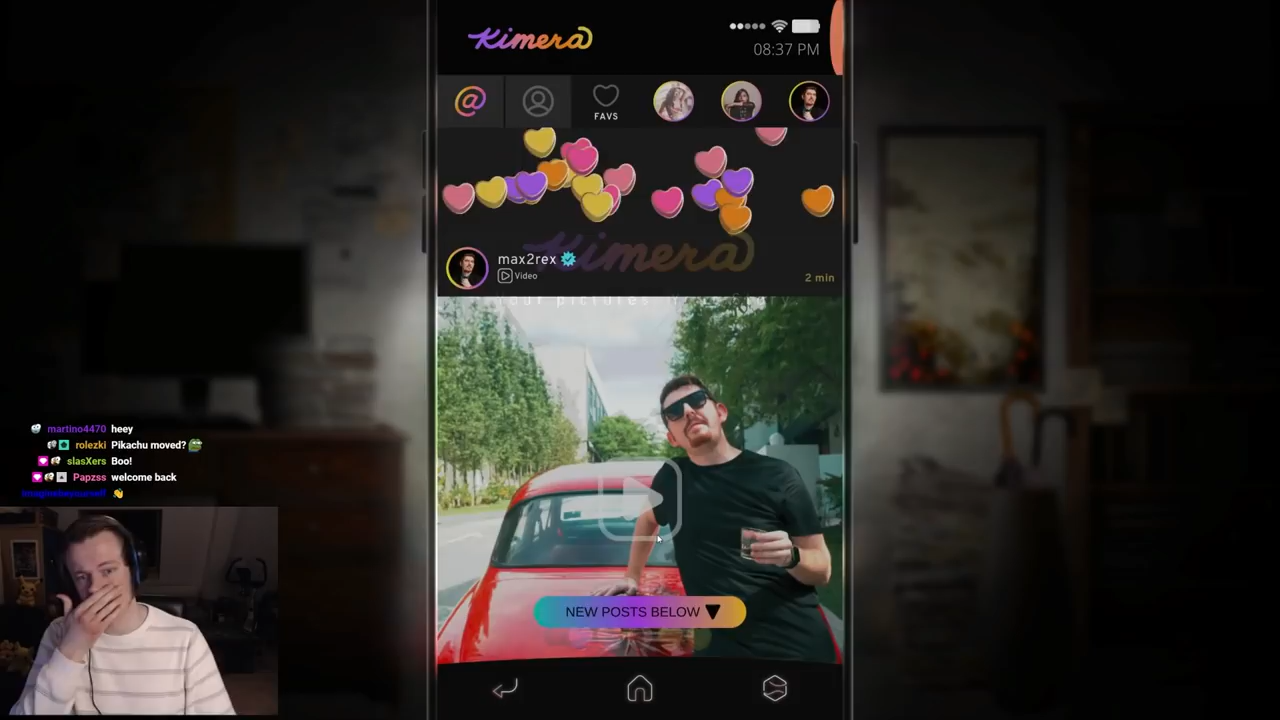 Kimera
08:37 PM
@
FAVS
Kimera
max2rex
Video
2 min
NEW POSTS BELOW
martino4470 heey
rolezki Pikachu moved?
slasXers Boo!
Papzss welcome back